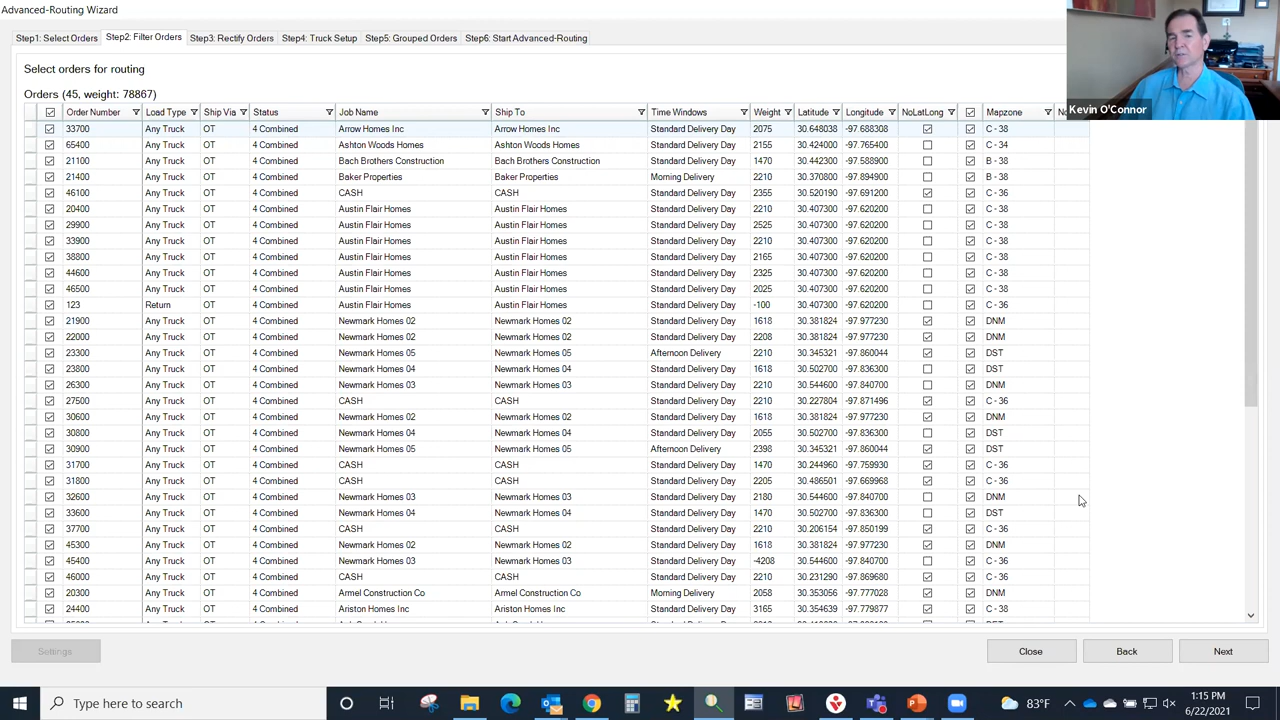 Advanced-Routing Wizard
Step1: Select Orders Step2: Filter Orders Step3: Rectify Orders Step4: Truck Setup Step5: Grouped Orders Step6: Start Advanced-Routing
Select orders for routing
Kevin O'Connor
Orders (45, weight: 78867)
Order Number Load Type Ship Via Status Job Name Ship To Time Windows Weight Latitude Longitude NoLatLong Mapzone
33700 Any Truck OT 4 Combined Arrow Homes Inc Arrow Homes Inc Standard Delivery Day 2075 30.648038 -97.688308 C - 38
65400 Any Truck OT 4 Combined Ashton Woods Homes Ashton Woods Homes Standard Delivery Day 2155 30.424000 -97.765400 C - 34
21100 Any Truck OT 4 Combined Bach Brothers Construction Bach Brothers Construction Standard Delivery Day 1470 30.442300 -97.588900 B - 38
21400 Any Truck OT 4 Combined Baker Properties Baker Properties Morning Delivery 2210 30.370800 -97.894900 B - 38
46100 Any Truck OT 4 Combined CASH CASH Standard Delivery Day 2355 30.520190 -97.691200 C - 36
20400 Any Truck OT 4 Combined Austin Flair Homes Austin Flair Homes Standard Delivery Day 2210 30.407300 -97.620200 C - 38
29900 Any Truck OT 4 Combined Austin Flair Homes Austin Flair Homes Standard Delivery Day 2525 30.407300 -97.620200 C - 38
33900 Any Truck OT 4 Combined Austin Flair Homes Austin Flair Homes Standard Delivery Day 2210 30.407300 -97.620200 C - 38
38800 Any Truck OT 4 Combined Austin Flair Homes Austin Flair Homes Standard Delivery Day 2165 30.407300 -97.620200 C - 38
44600 Any Truck OT 4 Combined Austin Flair Homes Austin Flair Homes Standard Delivery Day 2325 30.407300 -97.620200 C - 38
46500 Any Truck OT 4 Combined Austin Flair Homes Austin Flair Homes Standard Delivery Day 2025 30.407300 -97.620200 C - 38
123 Return OT 4 Combined Austin Flair Homes Austin Flair Homes Standard Delivery Day -100 30.407300 -97.620200 C - 36
21900 Any Truck OT 4 Combined Newmark Homes 02 Newmark Homes 02 Standard Delivery Day 1618 30.381824 -97.977230 DNM
22000 Any Truck OT 4 Combined Newmark Homes 02 Newmark Homes 02 Standard Delivery Day 2208 30.381824 -97.977230 DNM
23300 Any Truck OT 4 Combined Newmark Homes 05 Newmark Homes 05 Afternoon Delivery 2210 30.345321 -97.860044 DST
23800 Any Truck OT 4 Combined Newmark Homes 04 Newmark Homes 04 Standard Delivery Day 1618 30.502700 -97.836300 DST
26300 Any Truck OT 4 Combined Newmark Homes 03 Newmark Homes 03 Standard Delivery Day 2210 30.544600 -97.840700 DNM
27500 Any Truck OT 4 Combined CASH CASH Standard Delivery Day 2210 30.227804 -97.871496 C - 36
30600 Any Truck OT 4 Combined Newmark Homes 02 Newmark Homes 02 Standard Delivery Day 1618 30.381824 -97.977230 DNM
30800 Any Truck OT 4 Combined Newmark Homes 04 Newmark Homes 04 Standard Delivery Day 2055 30.502700 -97.836300 DST
30900 Any Truck OT 4 Combined Newmark Homes 05 Newmark Homes 05 Afternoon Delivery 2398 30.345321 -97.860044 DST
31700 Any Truck OT 4 Combined CASH CASH Standard Delivery Day 1470 30.244960 -97.759930 C - 36
31800 Any Truck OT 4 Combined CASH CASH Standard Delivery Day 2205 30.486501 -97.669968 C - 36
32600 Any Truck OT 4 Combined Newmark Homes 03 Newmark Homes 03 Standard Delivery Day 2180 30.544600 -97.840700 DNM
33600 Any Truck OT 4 Combined Newmark Homes 04 Newmark Homes 04 Standard Delivery Day 1470 30.502700 -97.836300 DST
37700 Any Truck OT 4 Combined CASH CASH Standard Delivery Day 2210 30.206154 -97.850199 C - 36
45300 Any Truck OT 4 Combined Newmark Homes 02 Newmark Homes 02 Standard Delivery Day 1618 30.381824 -97.977230 DNM
45400 Any Truck OT 4 Combined Newmark Homes 03 Newmark Homes 03 Standard Delivery Day -4208 30.544600 -97.840700 DNM
46000 Any Truck OT 4 Combined CASH CASH Standard Delivery Day 2210 30.231290 -97.869680 C - 36
20300 Any Truck OT 4 Combined Armel Construction Co Armel Construction Co Morning Delivery 2058 30.353056 -97.777028 DNM
24400 Any Truck OT 4 Combined Ariston Homes Inc Ariston Homes Inc Standard Delivery Day 3165 30.354639 -97.779877 C - 38
Settings Close Back Next
Type here to search 83°F 1:15 PM
6/22/2021